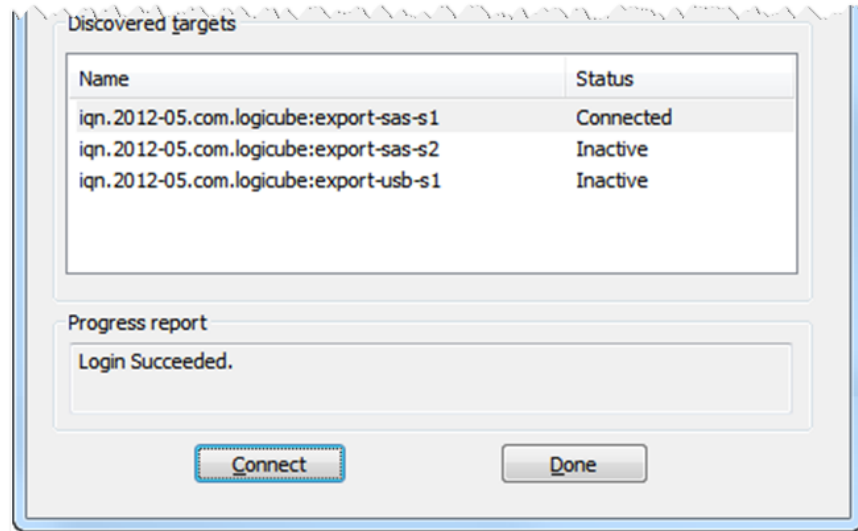 Discovered targets
Name Status
iqn.2012-05.com.logicube:export-sas-s1 Connected
iqn.2012-05.com.logicube:export-sas-s2 Inactive
iqn.2012-05.com.logicube:export-usb-s1 Inactive
Progress report
Login Succeeded.
Connect Done